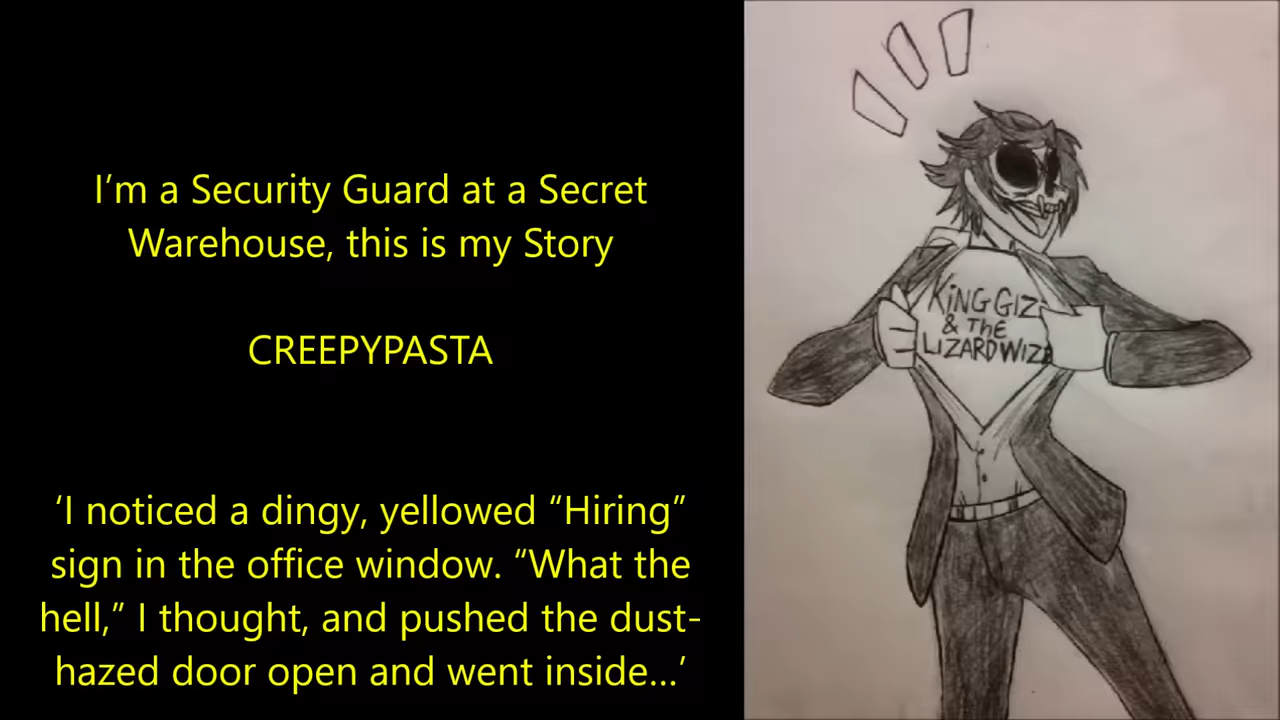 I’m a Security Guard at a Secret
Warehouse, this is my Story
CREEPYPASTA
‘I noticed a dingy, yellowed “Hiring”
sign in the office window. “What the
hell,” I thought, and pushed the dust-
hazed door open and went inside...’
KING GIZ
& THE
LIZARD WIZ